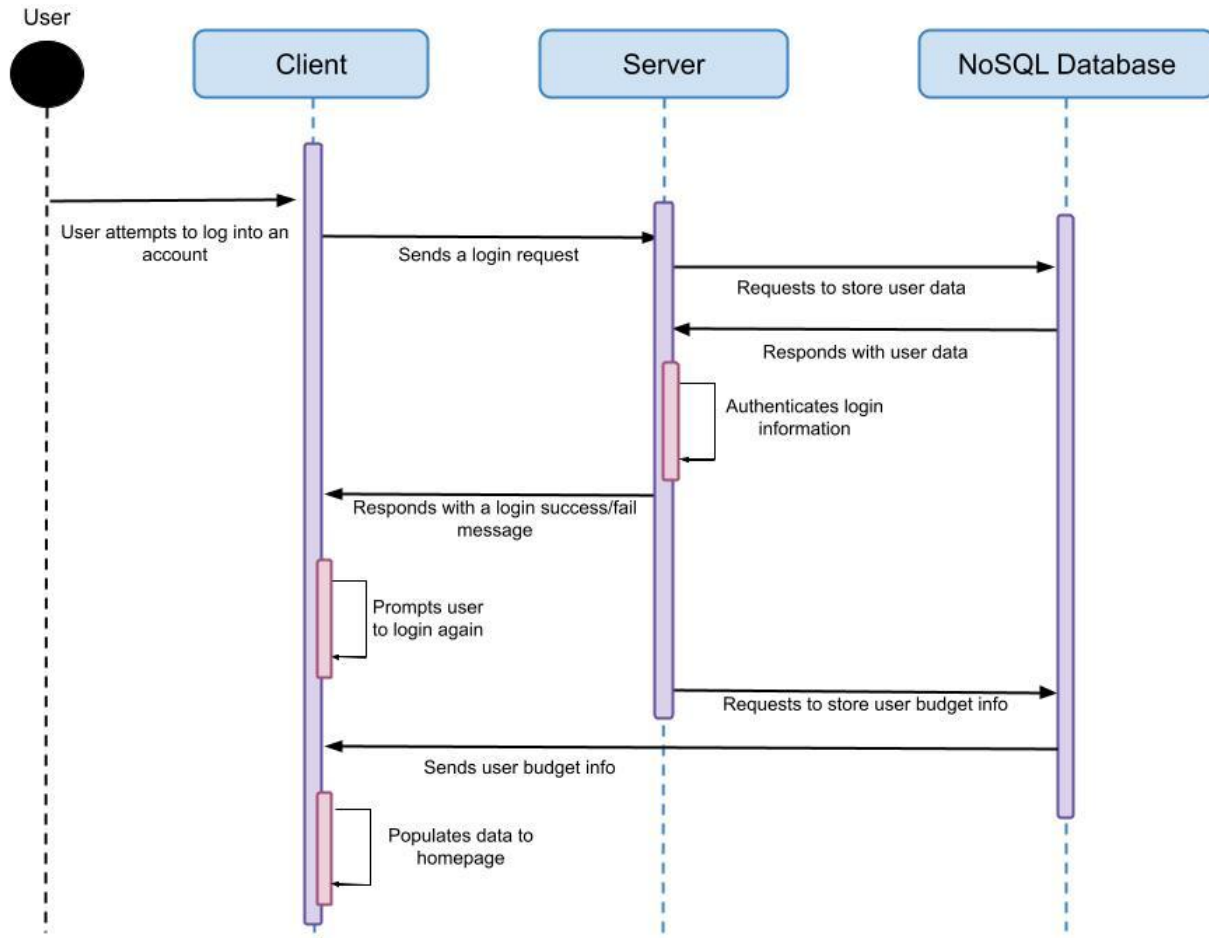 User
Client
Server
NoSQL Database
User attempts to log into an
account
Sends a login request
Requests to store user data
Responds with user data
Authenticates login
information
Responds with a login success/fail
message
Prompts user
to login again
Requests to store user budget info
Sends user budget info
Populates data to
homepage